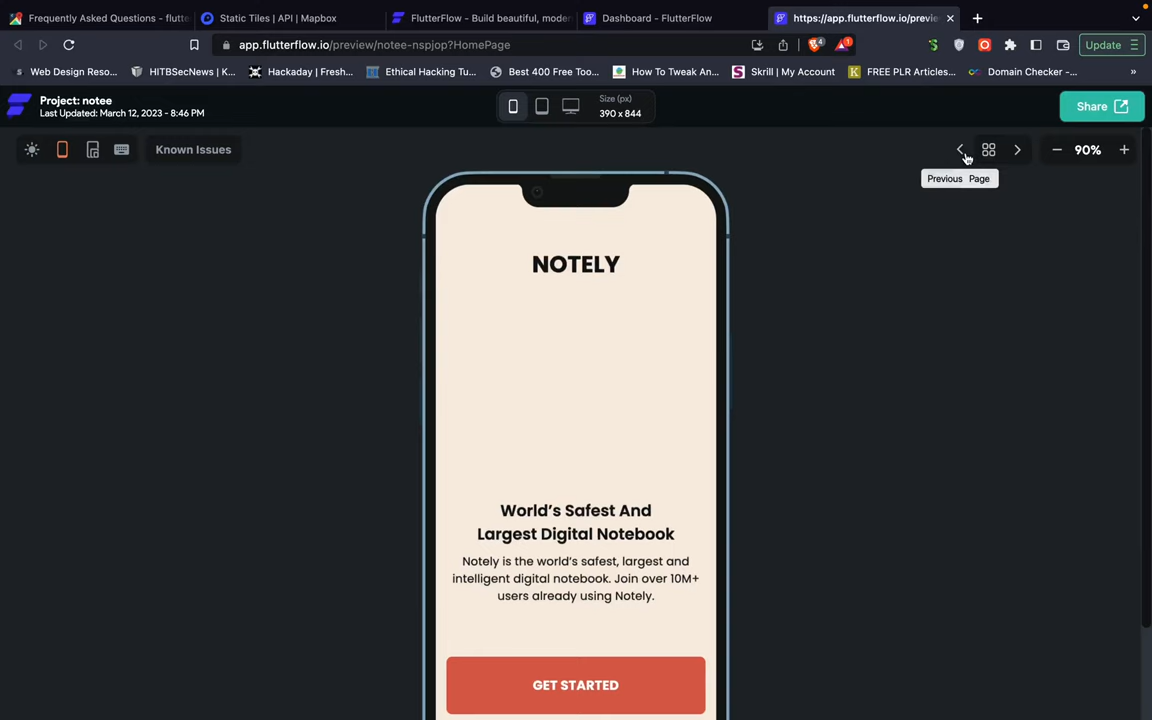 Frequently Asked Questions - flutte
Static Tiles | API | Mapbox
FlutterFlow - Build beautiful, moder
Dashboard - FlutterFlow
https://app.flutterflow.io/previe
app.flutterflow.io/preview/notee-nspjop?HomePage
4
1
Update
Web Design Reso...
HITBSecNews | K...
Hackaday | Fresh...
Ethical Hacking Tu...
Best 400 Free Too...
How To Tweak An...
Skrill | My Account
FREE PLR Articles...
Domain Checker -...
»
Project: notee
Last Updated: March 12, 2023 - 8:46 PM
Size (px)
390 x 844
Share
Known Issues
90%
Previous Page
NOTELY
World's Safest And
Largest Digital Notebook
Notely is the world's safest, largest and
intelligent digital notebook. Join over 10M+
users already using Notely.
GET STARTED